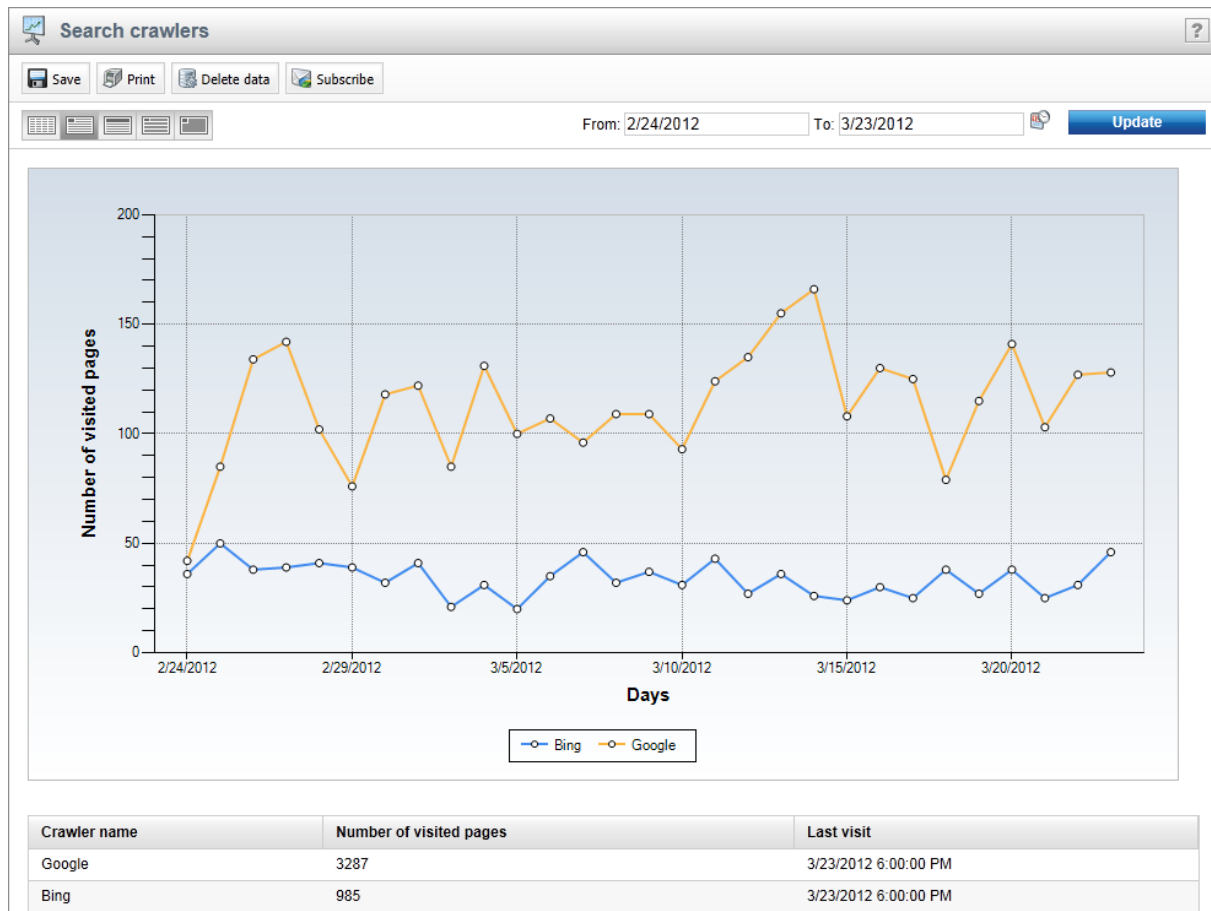 Search crawlers ?
Save Print Delete data Subscribe
From: 2/24/2012 To: 3/23/2012 Update
200
150
100
50
0
Number of visited pages
2/24/2012 2/29/2012 3/5/2012 3/10/2012 3/15/2012 3/20/2012
Days
Bing Google
Crawler name Number of visited pages Last visit
Google 3287 3/23/2012 6:00:00 PM
Bing 985 3/23/2012 6:00:00 PM